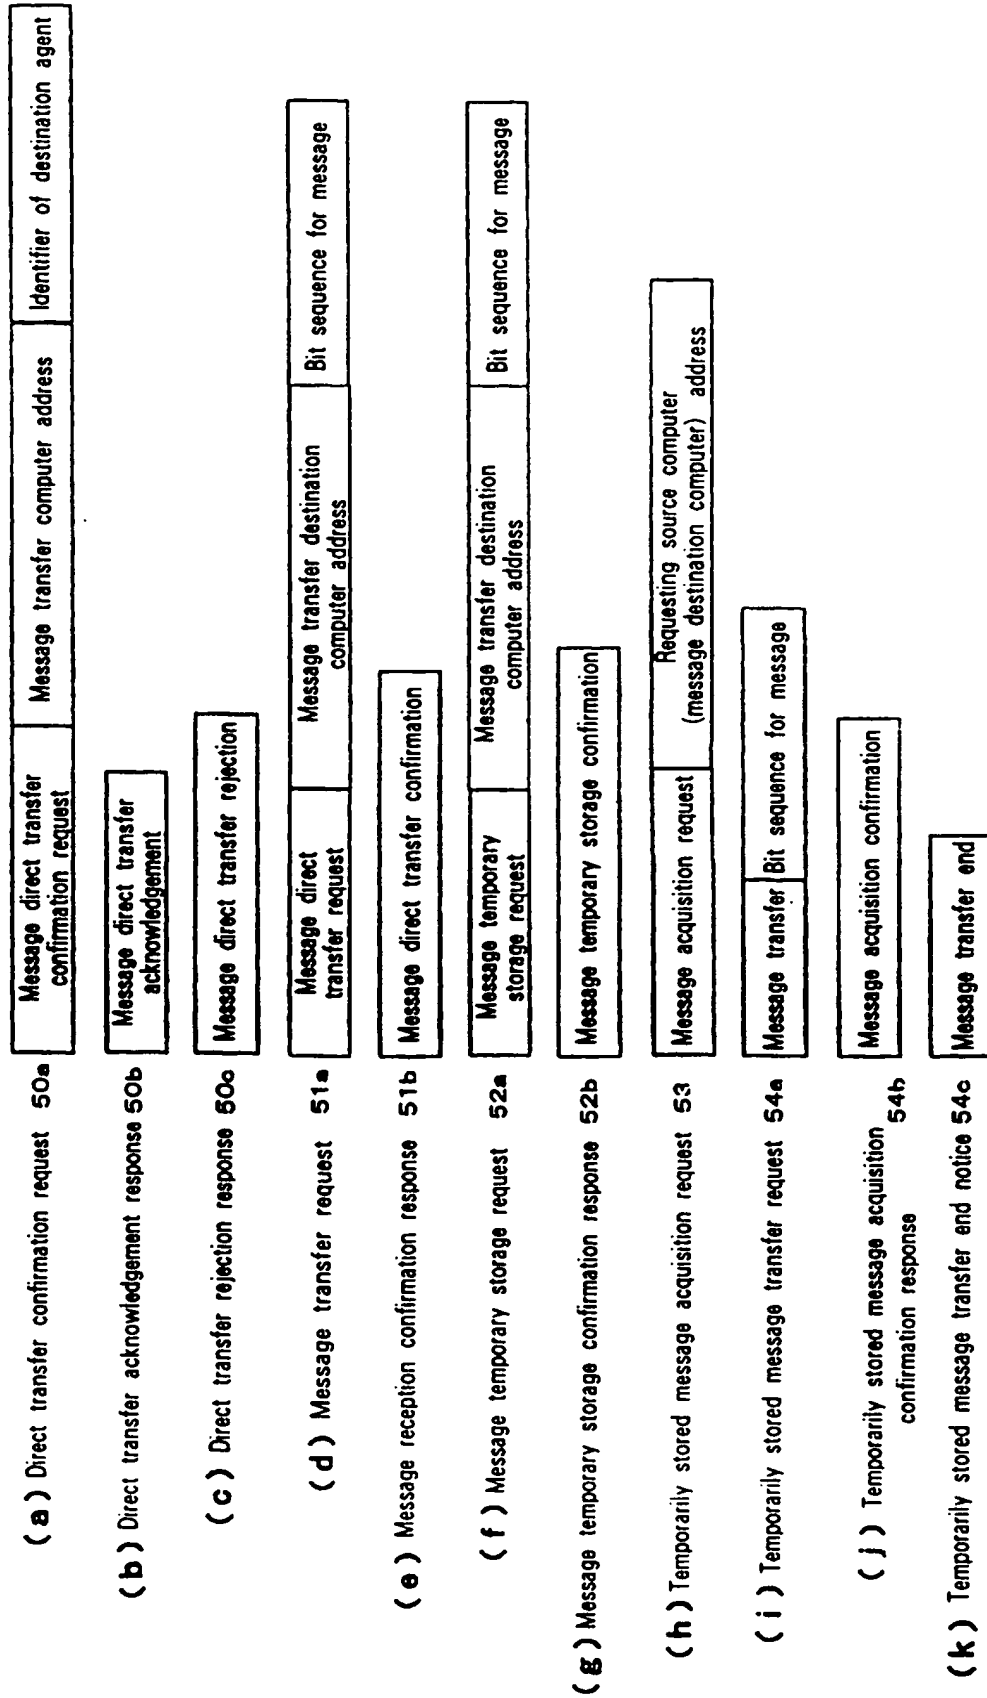 (a) Direct transfer confirmation request 50a
Message direct transfer
confirmation request
Message transfer computer address
Identifier of destination agent
(b) Direct transfer acknowledgement response 50b
Message direct transfer
acknowledgement
(c) Direct transfer rejection response 50c
Message direct transfer rejection
(d) Message transfer request 51a
Message direct
transfer request
Message transfer destination
computer address
Bit sequence for message
(e) Message reception confirmation response 51b
Message direct transfer confirmation
(f) Message temporary storage request 52a
Message temporary
storage request
Message transfer destination
computer address
Bit sequence for message
(g) Message temporary storage confirmation response 52b
Message temporary storage confirmation
(h) Temporarily stored message acquisition request 53
Message acquisition request
Requesting source computer
(message destination computer) address
(i) Temporarily stored message transfer request 54a
Message transfer
Bit sequence for message
(j) Temporarily stored message acquisition
confirmation response
54b
Message acquisition confirmation
(k) Temporarily stored message transfer end notice 54c
Message transfer end